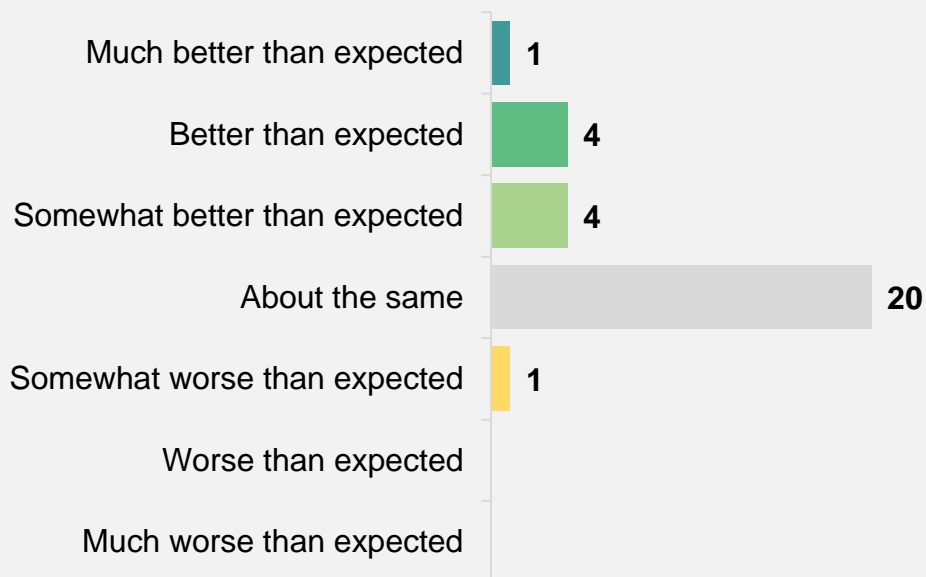 Much better than expected 1
Better than expected 4
Somewhat better than expected 4
About the same 20
Somewhat worse than expected 1
Worse than expected
Much worse than expected